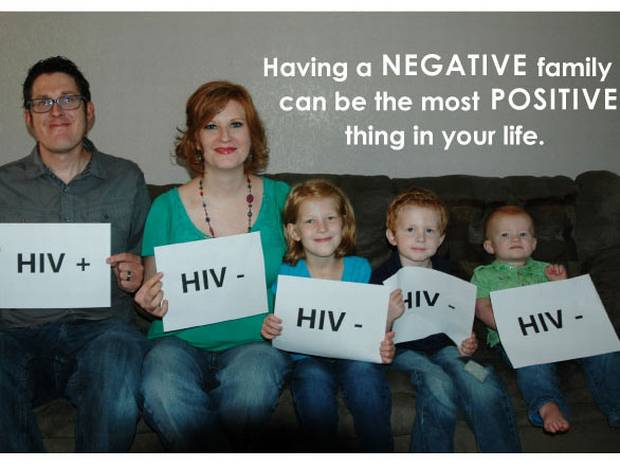 Having a NEGATIVE family
can be the most POSITIVE
thing in your life.
HIV +
HIV -
HIV -
HIV -
HIV -